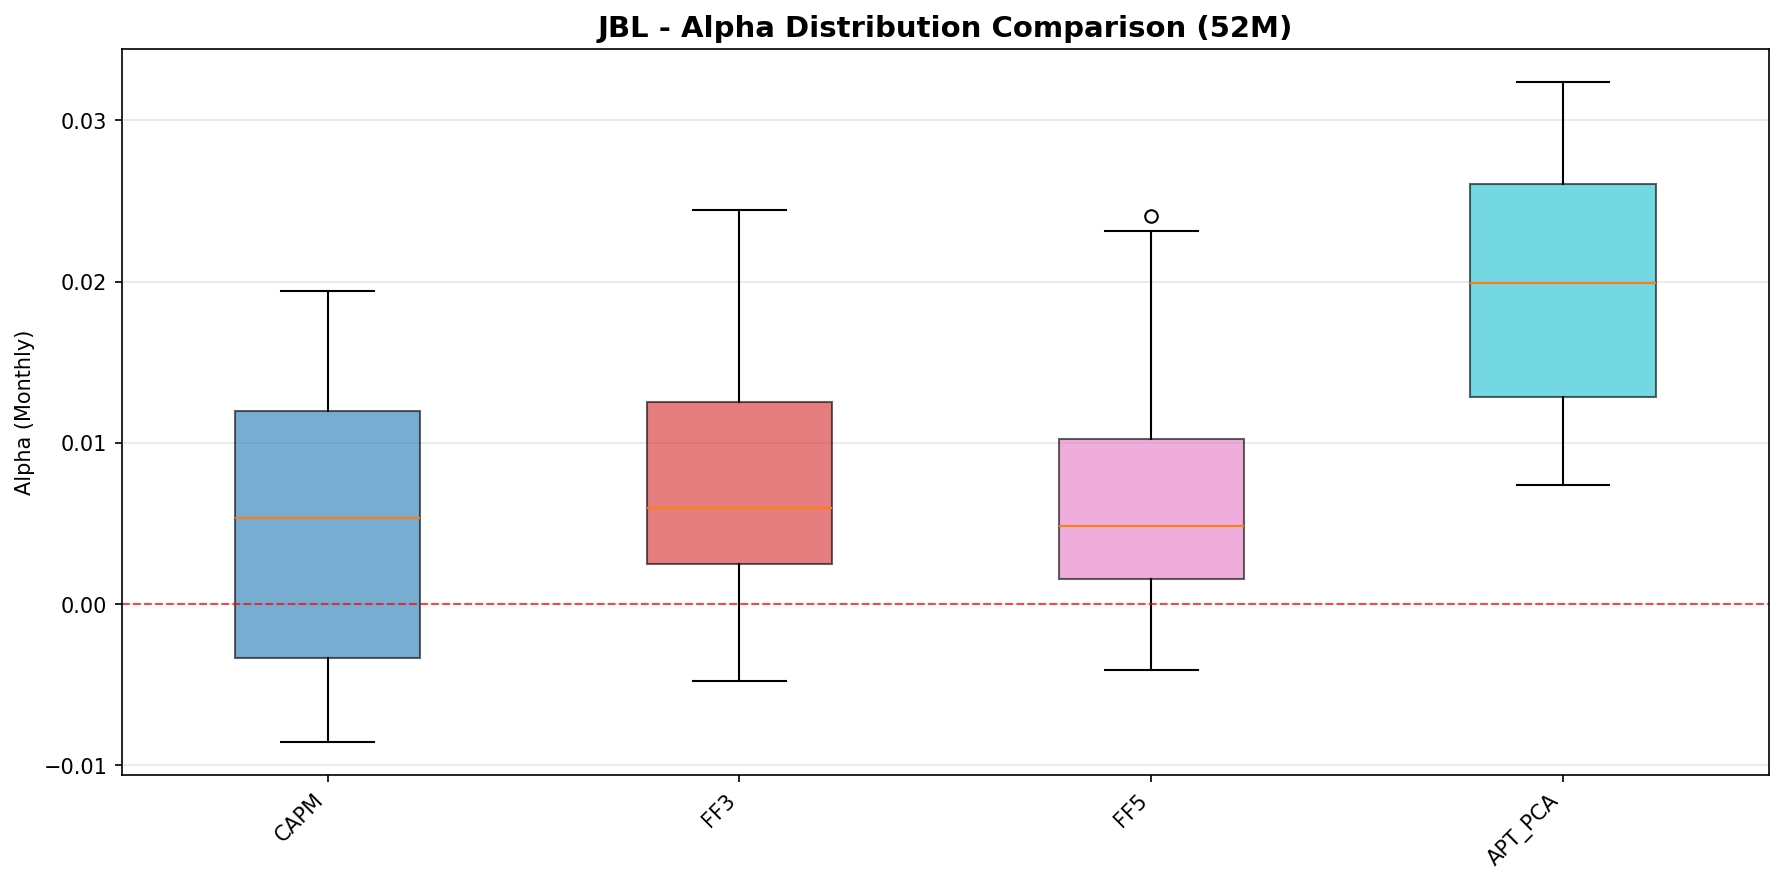 JBL - Alpha Distribution Comparison (52M)
Alpha (Monthly)
0.03
0.02
0.01
0.00
−0.01
CAPM
FF3
FF5
APT_PCA